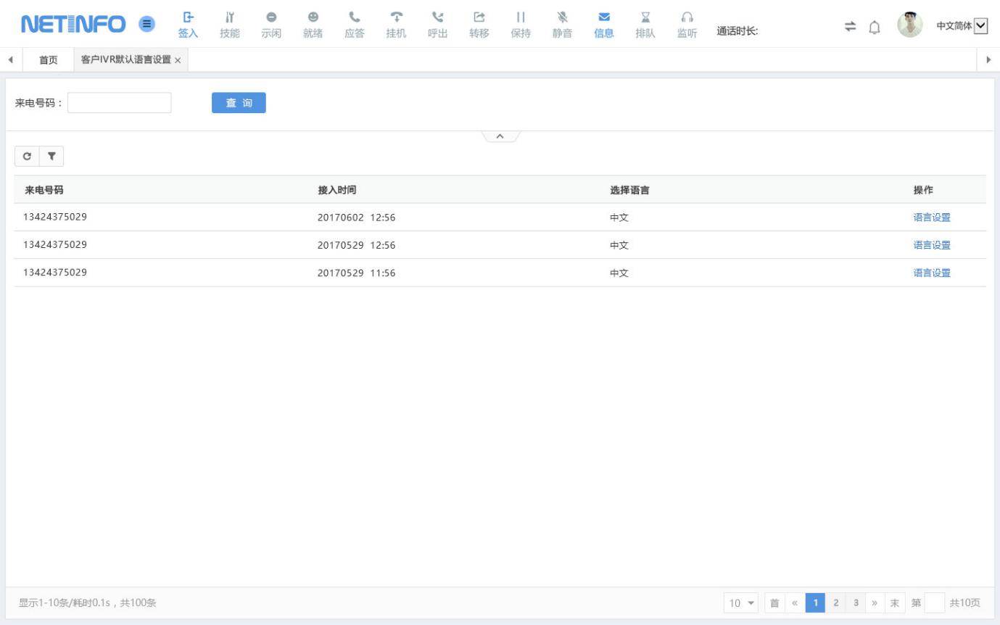 NETINFO 签入 技能 示闲 就绪 应答 挂机 呼出 转移 保持 静音 信息 排队 监听 通话时长: 中文简体
首页 客户IVR默认语言设置 ×
来电号码： 查 询
来电号码 接入时间 选择语言 操作
13424375029 20170602 12:56 中文 语言设置
13424375029 20170529 12:56 中文 语言设置
13424375029 20170529 11:56 中文 语言设置
显示1-10条/耗时0.1s，共100条 10 首 « 1 2 3 » 末 第 共10页